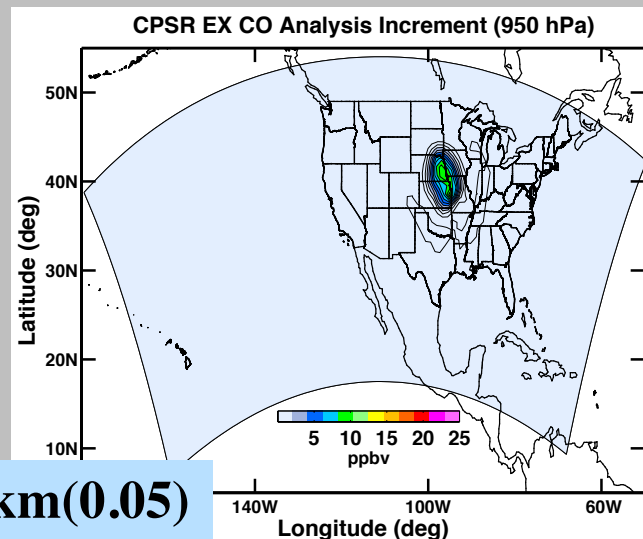 CPSR EX CO Analysis Increment (950 hPa)
50N
40N
30N
20N
10N
Latitude (deg)
5 10 15 20 25
ppbv
km(0.05)
140W 100W 60W
Longitude (deg)